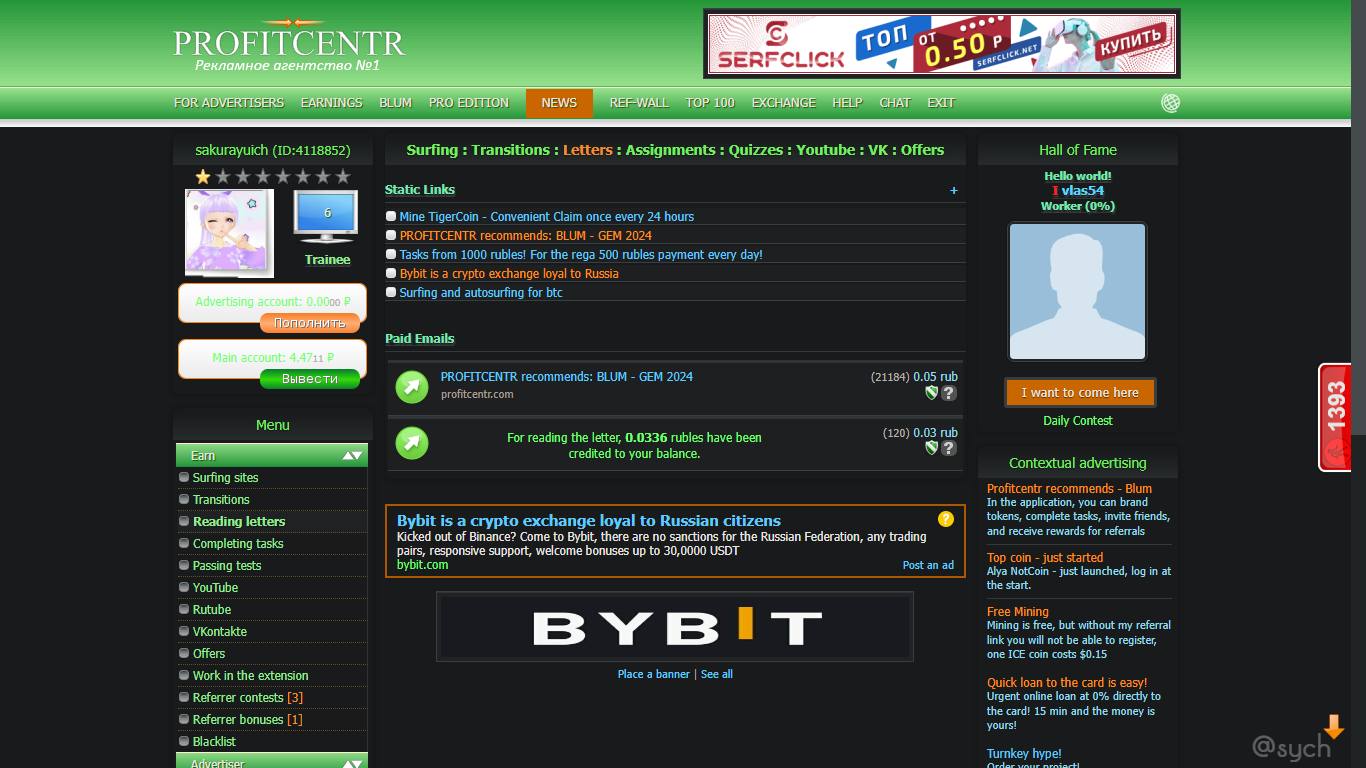 PROFITCENTR
Рекламное агентство №1
SERFCLICK
ТОП
ОТ
0.50 Р
SERFCLICK.NET
КУПИТЬ
FOR ADVERTISERS EARNINGS BLUM PRO EDITION NEWS REF-WALL TOP 100 EXCHANGE HELP CHAT EXIT
sakurayuich (ID:4118852)
6
Trainee
Advertising account: 0.0000 ₽
Пополнить
Main account: 4.4711 ₽
Вывести
Menu
Earn
Surfing sites
Transitions
Reading letters
Completing tasks
Passing tests
YouTube
Rutube
VKontakte
Offers
Work in the extension
Referrer contests [3]
Referrer bonuses [1]
Blacklist
Advertiser
Surfing : Transitions : Letters : Assignments : Quizzes : Youtube : VK : Offers
Static Links +
Mine TigerCoin - Convenient Claim once every 24 hours
PROFITCENTR recommends: BLUM - GEM 2024
Tasks from 1000 rubles! For the rega 500 rubles payment every day!
Bybit is a crypto exchange loyal to Russia
Surfing and autosurfing for btc
Paid Emails
PROFITCENTR recommends: BLUM - GEM 2024 (21184) 0.05 rub
profitcentr.com ?
For reading the letter, 0.0336 rubles have been (120) 0.03 rub
credited to your balance. ?
Bybit is a crypto exchange loyal to Russian citizens ?
Kicked out of Binance? Come to Bybit, there are no sanctions for the Russian Federation, any trading
pairs, responsive support, welcome bonuses up to 30,0000 USDT
bybit.com Post an ad
BYBIT
Place a banner | See all
Hall of Fame
Hello world!
I vlas54
Worker (0%)
I want to come here
Daily Contest
Contextual advertising
Profitcentr recommends - Blum
In the application, you can brand
tokens, complete tasks, invite friends,
and receive rewards for referrals
Top coin - just started
Alya NotCoin - just launched, log in at
the start.
Free Mining
Mining is free, but without my referral
link you will not be able to register,
one ICE coin costs $0.15
Quick loan to the card is easy!
Urgent online loan at 0% directly to
the card! 15 min and the money is
yours!
Turnkey hype!
Order your project!
1393
@sych